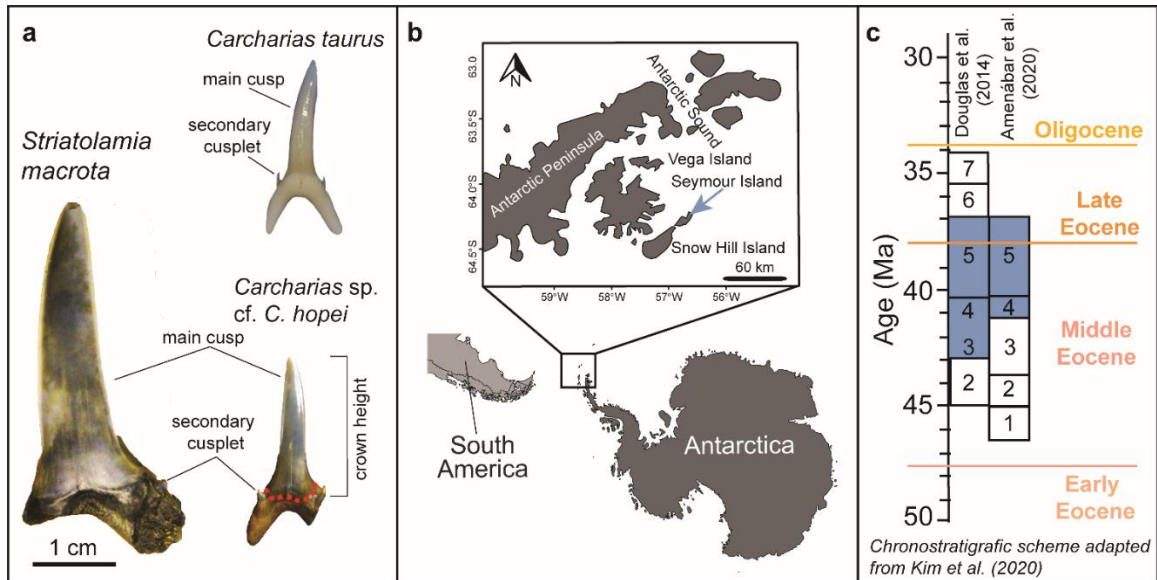 a
Carcharias taurus
main cusp
secondary
cusplet
Striatolamia
macrota
Carcharias sp.
cf. C. hopei
main cusp
crown height
secondary
cusplet
1 cm
b
N
63.0
63.5°S
64.0°S
64.5°S
Antarctic Sound
Antarctic Peninsula
Vega Island
Seymour Island
Snow Hill Island
60 km
59°W
58°W
57°W
56°W
South
America
Antarctica
c
Douglas et al.
(2014)
Amenábar et al.
(2020)
Age (Ma)
30
35
40
45
50
7
6
5
4
3
2
5
4
3
2
1
Oligocene
Late
Eocene
Middle
Eocene
Early
Eocene
Chronostratigrafic scheme adapted
from Kim et al. (2020)